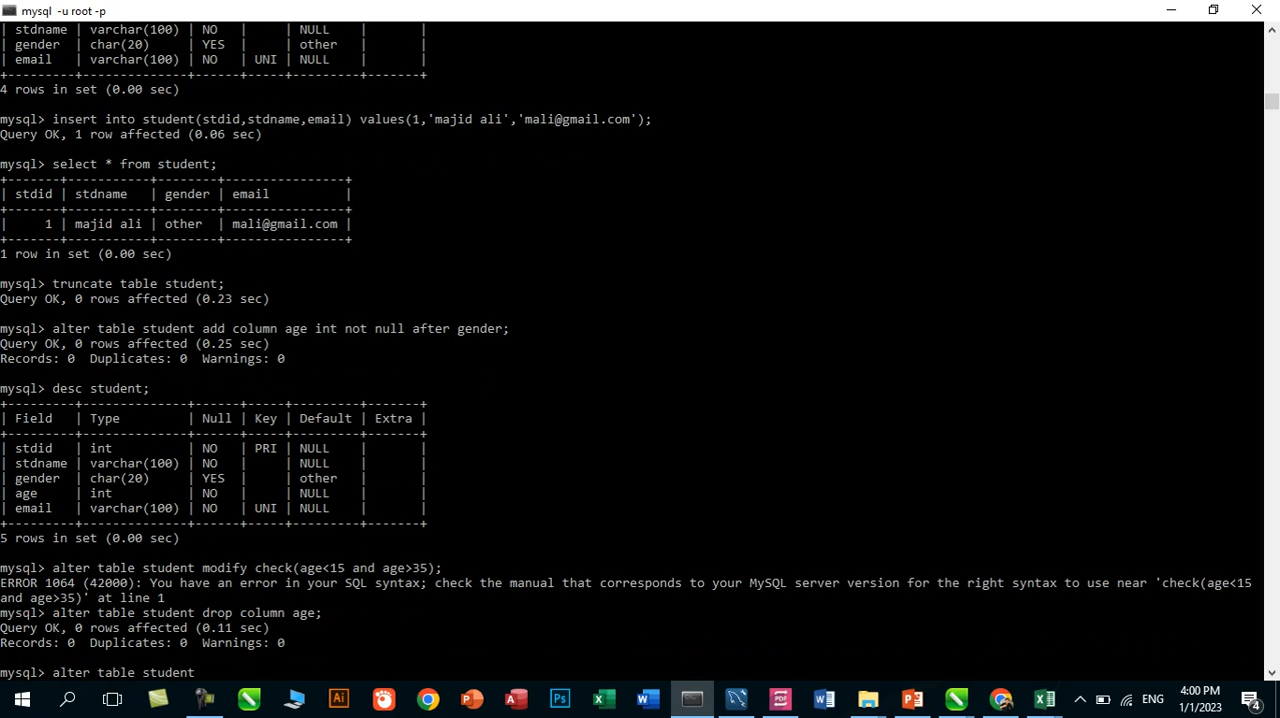 mysql -u root -p
| stdname | varchar(100) | NO   |     | NULL    |       |
| gender  | char(20)     | YES  |     | other   |       |
| email   | varchar(100) | NO   | UNI | NULL    |       |
+---------+--------------+------+-----+---------+-------+
4 rows in set (0.00 sec)
mysql> insert into student(stdid,stdname,email) values(1,'majid ali','mali@gmail.com');
Query OK, 1 row affected (0.06 sec)
mysql> select * from student;
+-------+-----------+--------+----------------+
| stdid | stdname   | gender | email          |
+-------+-----------+--------+----------------+
|     1 | majid ali | other  | mali@gmail.com |
+-------+-----------+--------+----------------+
1 row in set (0.00 sec)
mysql> truncate table student;
Query OK, 0 rows affected (0.23 sec)
mysql> alter table student add column age int not null after gender;
Query OK, 0 rows affected (0.25 sec)
Records: 0  Duplicates: 0  Warnings: 0
mysql> desc student;
+---------+--------------+------+-----+---------+-------+
| Field   | Type         | Null | Key | Default | Extra |
+---------+--------------+------+-----+---------+-------+
| stdid   | int          | NO   | PRI | NULL    |       |
| stdname | varchar(100) | NO   |     | NULL    |       |
| gender  | char(20)     | YES  |     | other   |       |
| age     | int          | NO   |     | NULL    |       |
| email   | varchar(100) | NO   | UNI | NULL    |       |
+---------+--------------+------+-----+---------+-------+
5 rows in set (0.00 sec)
mysql> alter table student modify check(age<15 and age>35);
ERROR 1064 (42000): You have an error in your SQL syntax; check the manual that corresponds to your MySQL server version for the right syntax to use near 'check(age<15
and age>35)' at line 1
mysql> alter table student drop column age;
Query OK, 0 rows affected (0.11 sec)
Records: 0  Duplicates: 0  Warnings: 0
mysql> alter table student
ENG
4:00 PM
1/1/2023
4